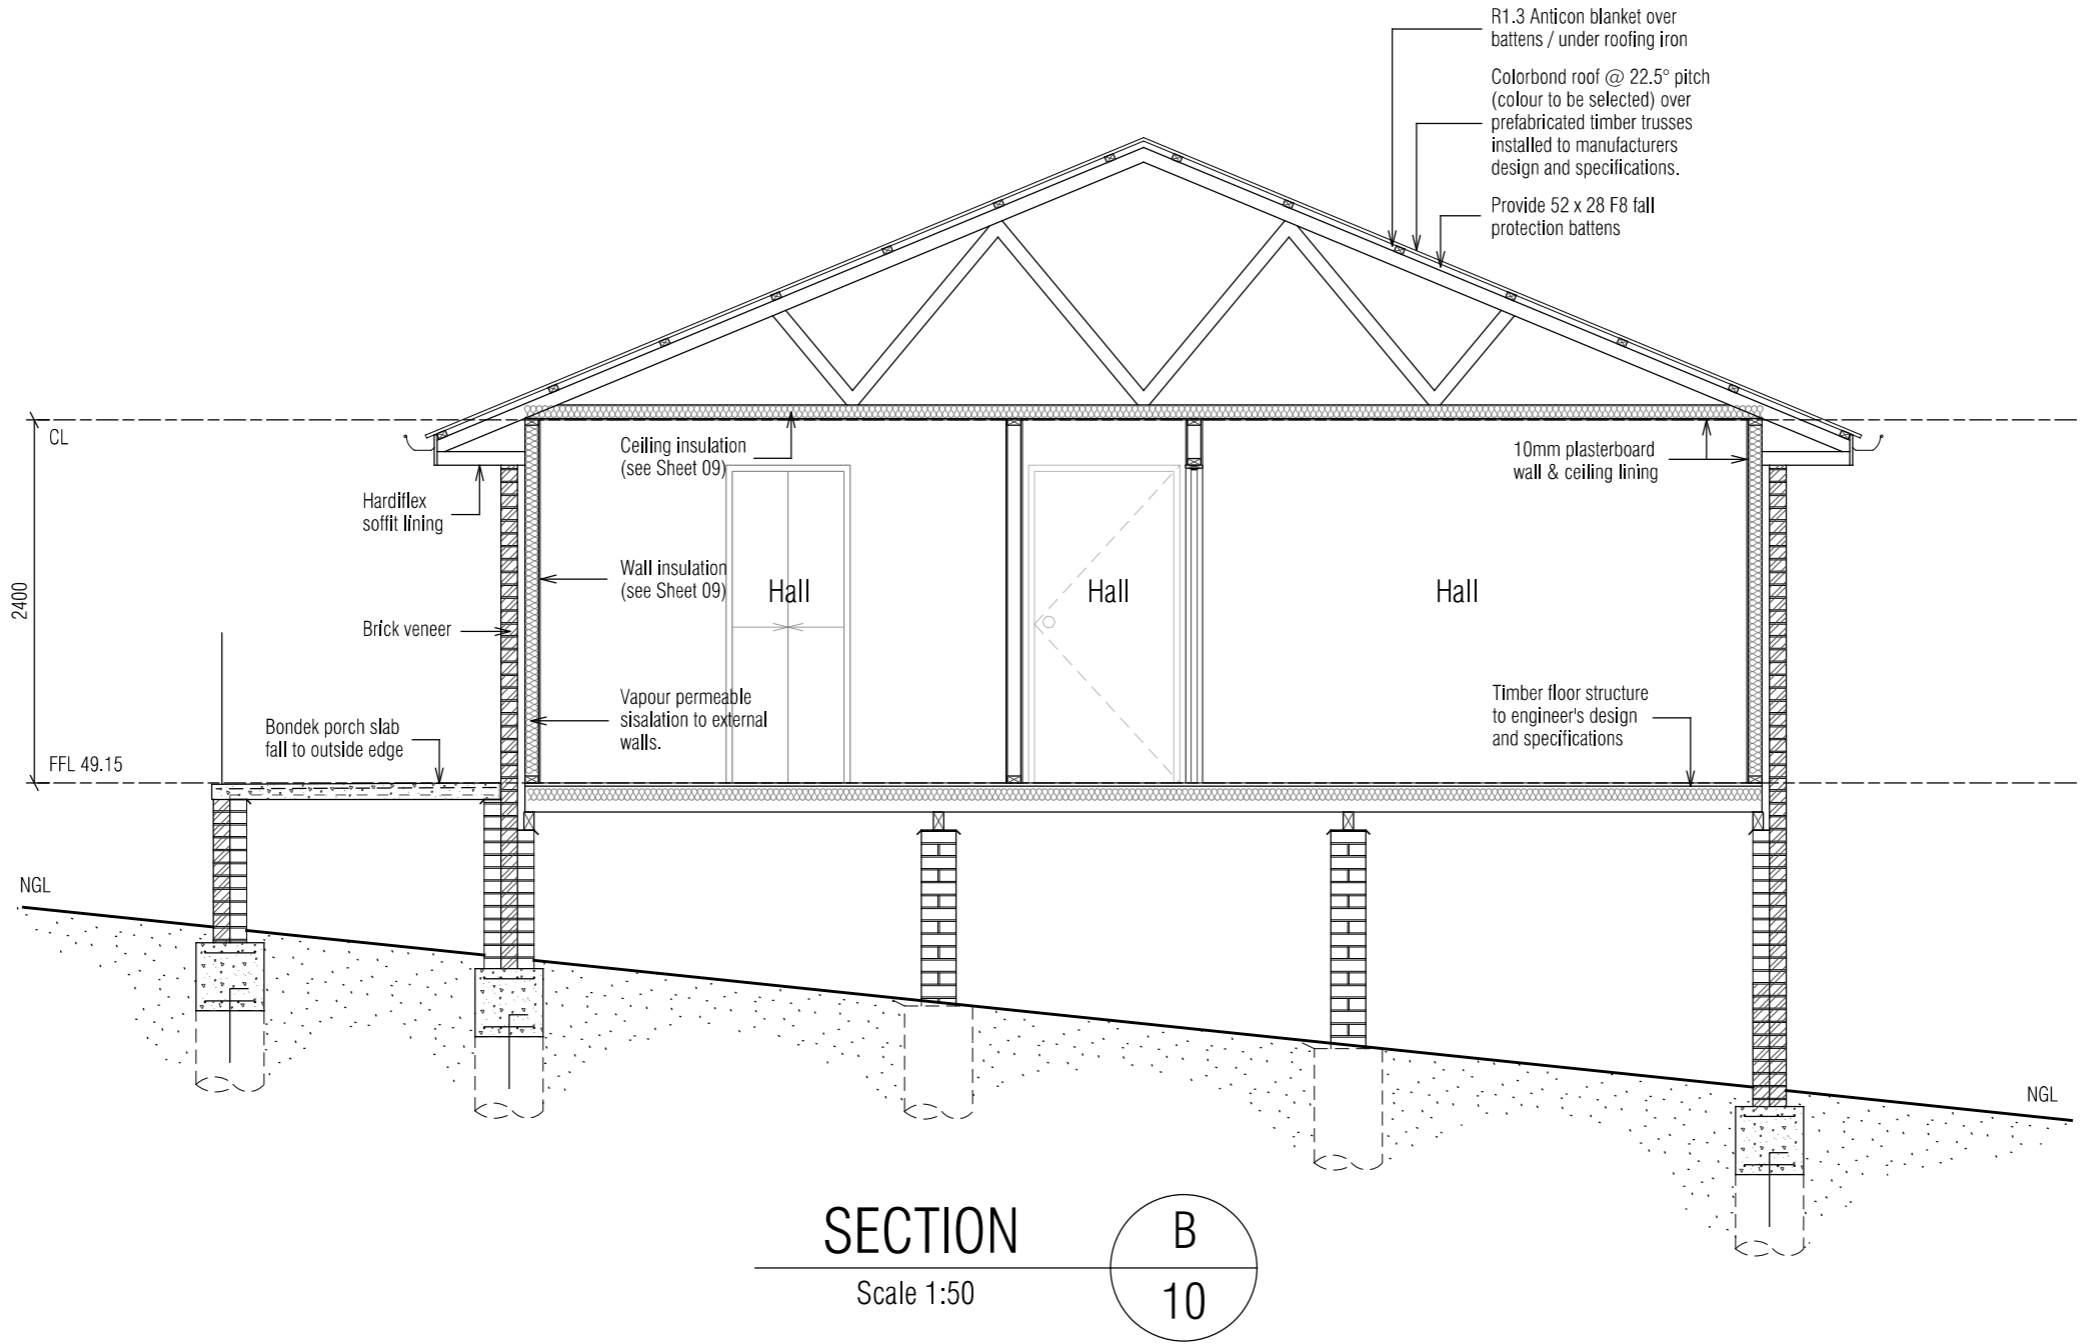 R1.3 Anticon blanket over
battens / under roofing iron
Colorbond roof @ 22.5° pitch
(colour to be selected) over
prefabricated timber trusses
installed to manufacturers
design and specifications.
Provide 52 x 28 F8 fall
protection battens
CL
Ceiling insulation
(see Sheet 09)
10mm plasterboard
wall & ceiling lining
Hardiflex
soffit lining
Wall insulation
(see Sheet 09)
Hall
Hall
Hall
2400
Brick veneer
Vapour permeable
sisalation to external
walls.
Timber floor structure
to engineer's design
and specifications
Bondek porch slab
fall to outside edge
FFL 49.15
NGL
NGL
SECTION
Scale 1:50
B
10